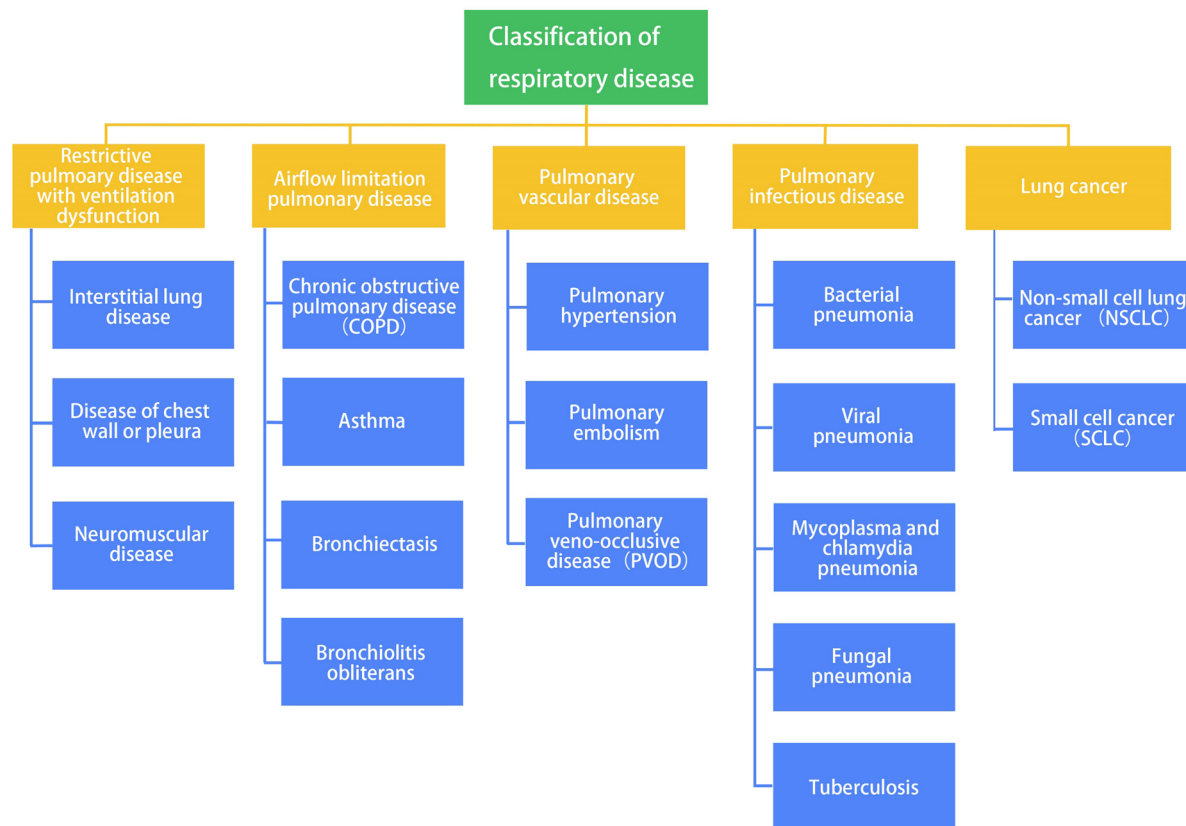 Classification of
respiratory disease
Restrictive
pulmoary disease
with ventilation
dysfunction
Airflow limitation
pulmonary disease
Pulmonary
vascular disease
Pulmonary
infectious disease
Lung cancer
Interstitial lung
disease
Disease of chest
wall or pleura
Neuromuscular
disease
Chronic obstructive
pulmonary disease
（COPD）
Asthma
Bronchiectasis
Bronchiolitis
obliterans
Pulmonary
hypertension
Pulmonary
embolism
Pulmonary
veno-occlusive
disease （PVOD）
Bacterial
pneumonia
Viral
pneumonia
Mycoplasma and
chlamydia
pneumonia
Fungal
pneumonia
Tuberculosis
Non-small cell lung
cancer （NSCLC）
Small cell cancer
（SCLC）